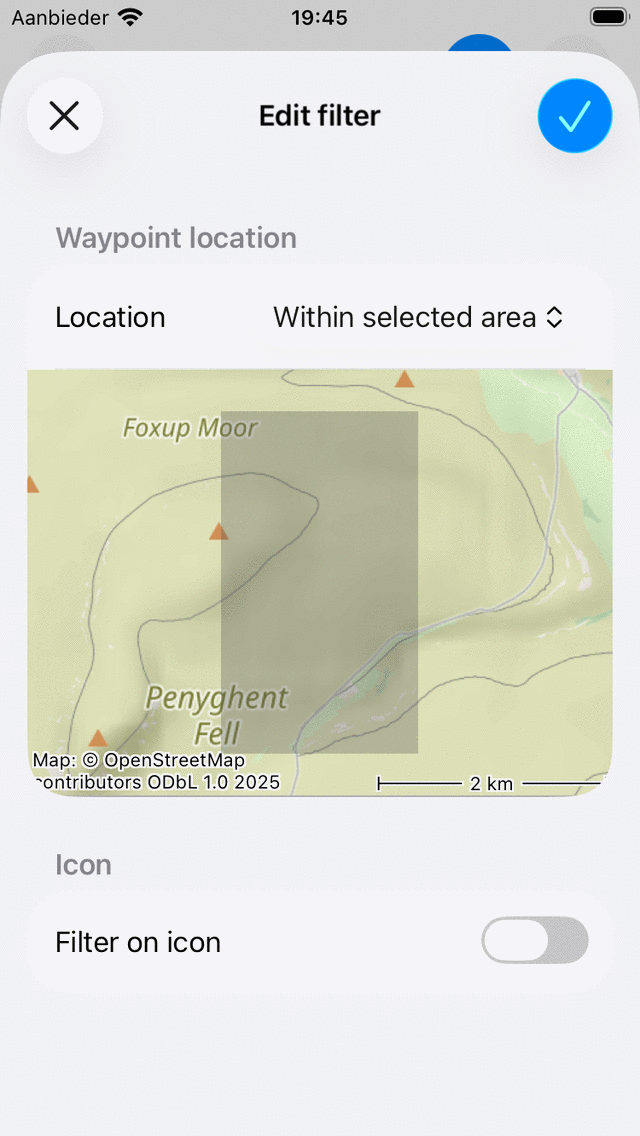 Aanbieder 19:45
Edit filter
Waypoint location
Location Within selected area
Foxup Moor
Penyghent
Fell
Map: © OpenStreetMap
contributors ODbL 1.0 2025
2 km
Icon
Filter on icon